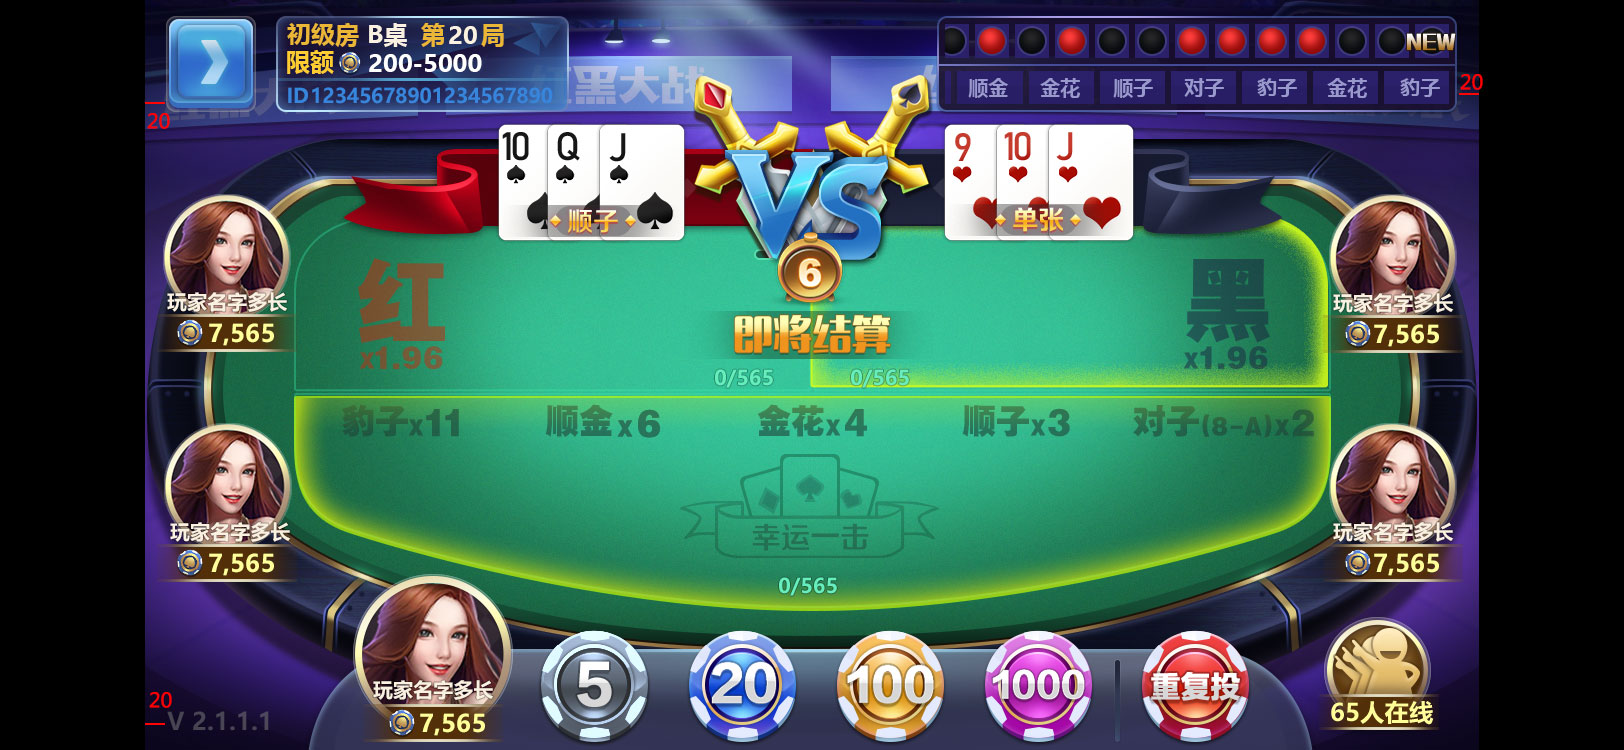 初级房 B桌 第20局
限额 200-5000
ID12345678901234567890
红黑大战
NEW
顺金 金花 顺子 对子 豹子 金花 豹子
20
20
10 Q J
顺子
VS
9 10 J
单张
6
即将结算
红
x1.96
黑
x1.96
0/565
0/565
豹子x11
顺金x6
金花x4
顺子x3
对子(8-A)x2
幸运一击
0/565
玩家名字多长
7,565
玩家名字多长
7,565
玩家名字多长
7,565
玩家名字多长
7,565
玩家名字多长
7,565
20
V 2.1.1.1
5
20
100
1000
重复投
65人在线